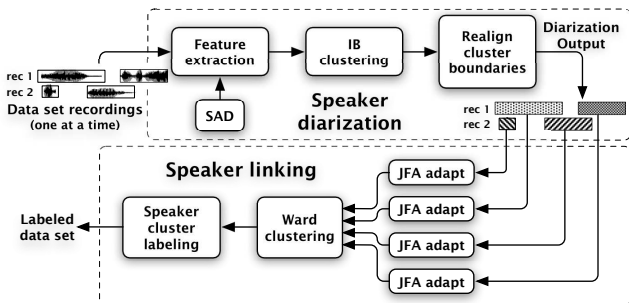 Feature
extraction
IB
clustering
Realign
cluster
boundaries
Diarization
Output
rec 1
rec 2
Data set recordings
(one at a time)
SAD
Speaker
diarization
rec 1
rec 2
Speaker linking
JFA adapt
JFA adapt
JFA adapt
JFA adapt
Ward
clustering
Speaker
cluster
labeling
Labeled
data set